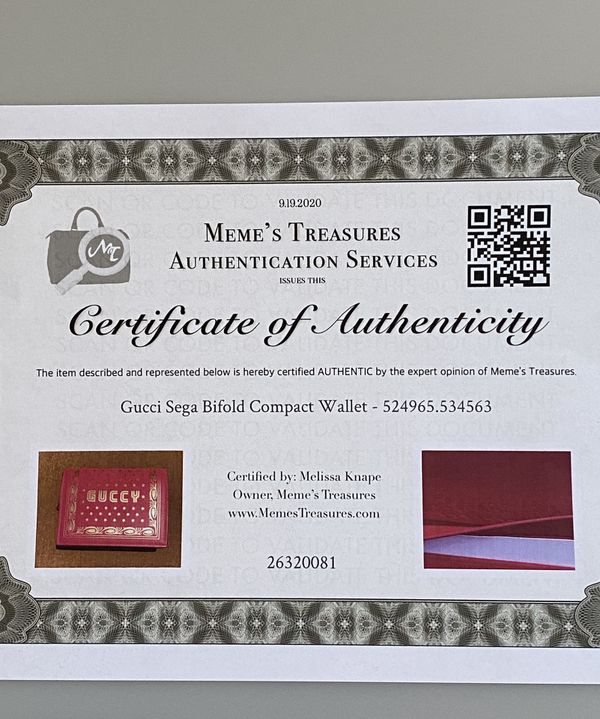 9.19.2020
MEME'S TREASURES
AUTHENTICATION SERVICES
ISSUES THIS
Certificate of Authenticity
The item described and represented below is hereby certified AUTHENTIC by the expert opinion of Meme's Treasures.
Gucci Sega Bifold Compact Wallet - 524965.534563
GUCCY
Certified by: Melissa Knape
Owner, Meme's Treasures
www.MemesTreasures.com
26320081